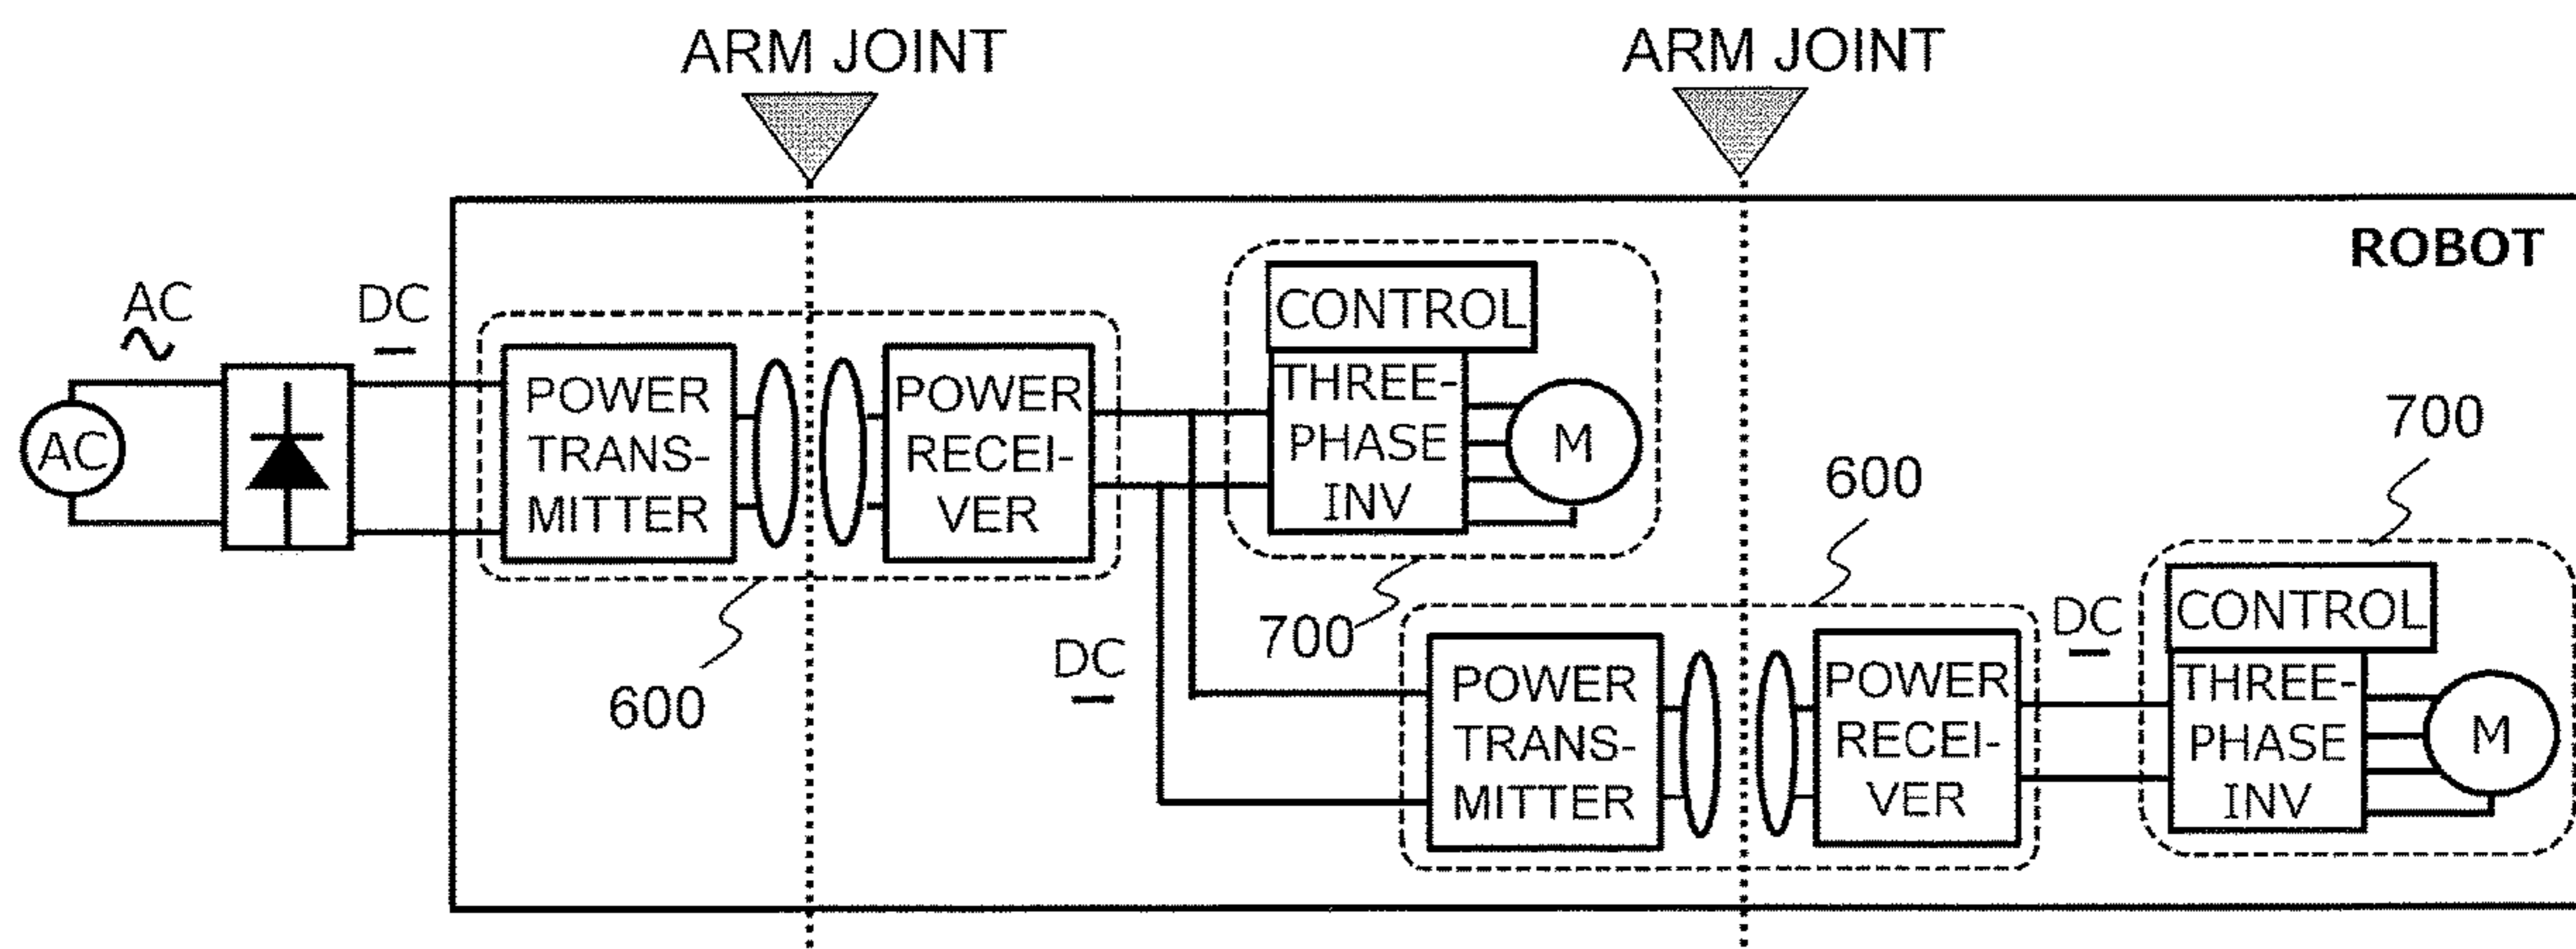 ARM JOINT
ARM JOINT
ROBOT
AC
DC
AC
POWER
TRANS-
MITTER
POWER
RECEI-
VER
CONTROL
THREE-
PHASE
INV
M
600
700
DC
600
700
POWER
TRANS-
MITTER
POWER
RECEI-
VER
DC
CONTROL
THREE-
PHASE
INV
M